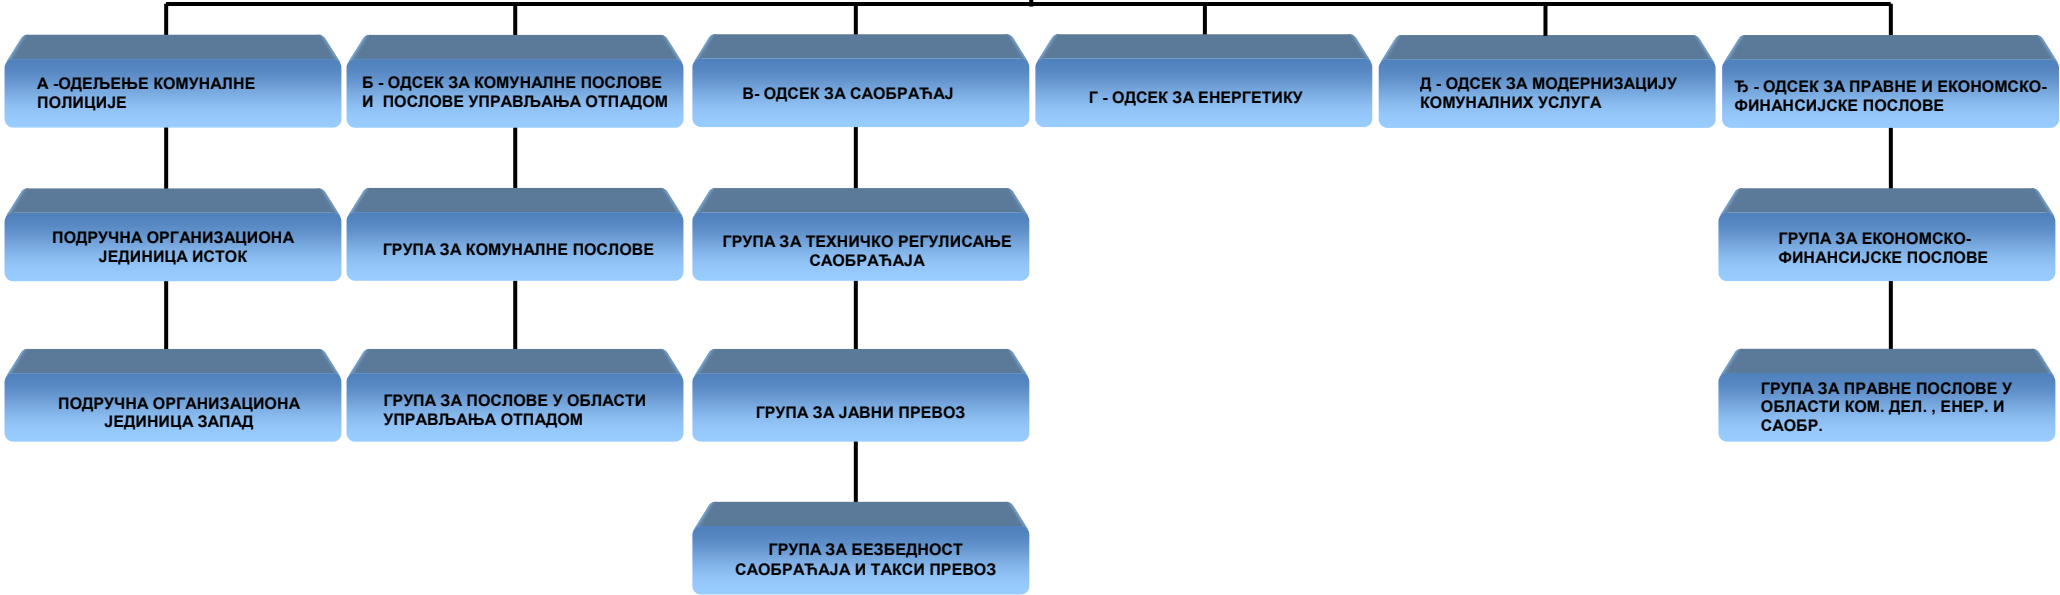 А -ОДЕЉЕЊЕ КОМУНАЛНЕ
ПОЛИЦИЈЕ
Б - ОДСЕК ЗА КОМУНАЛНЕ ПОСЛОВЕ
И ПОСЛОВЕ УПРАВЉАЊА ОТПАДОМ
В- ОДСЕК ЗА САОБРАЋАЈ
Г - ОДСЕК ЗА ЕНЕРГЕТИКУ
Д - ОДСЕК ЗА МОДЕРНИЗАЦИЈУ
КОМУНАЛНИХ УСЛУГА
Ђ - ОДСЕК ЗА ПРАВНЕ И ЕКОНОМСКО-
ФИНАНСИЈСКЕ ПОСЛОВЕ
ПОДРУЧНА ОРГАНИЗАЦИОНА
ЈЕДИНИЦА ИСТОК
ГРУПА ЗА КОМУНАЛНЕ ПОСЛОВЕ
ГРУПА ЗА ТЕХНИЧКО РЕГУЛИСАЊЕ
САОБРАЋАЈА
ГРУПА ЗА ЕКОНОМСКО-
ФИНАНСИЈСКЕ ПОСЛОВЕ
ПОДРУЧНА ОРГАНИЗАЦИОНА
ЈЕДИНИЦА ЗАПАД
ГРУПА ЗА ПОСЛОВЕ У ОБЛАСТИ
УПРАВЉАЊА ОТПАДОМ
ГРУПА ЗА ЈАВНИ ПРЕВОЗ
ГРУПА ЗА ПРАВНЕ ПОСЛОВЕ У
ОБЛАСТИ КОМ. ДЕЛ. , ЕНЕР. И
САОБР.
ГРУПА ЗА БЕЗБЕДНОСТ
САОБРАЋАЈА И ТАКСИ ПРЕВОЗ